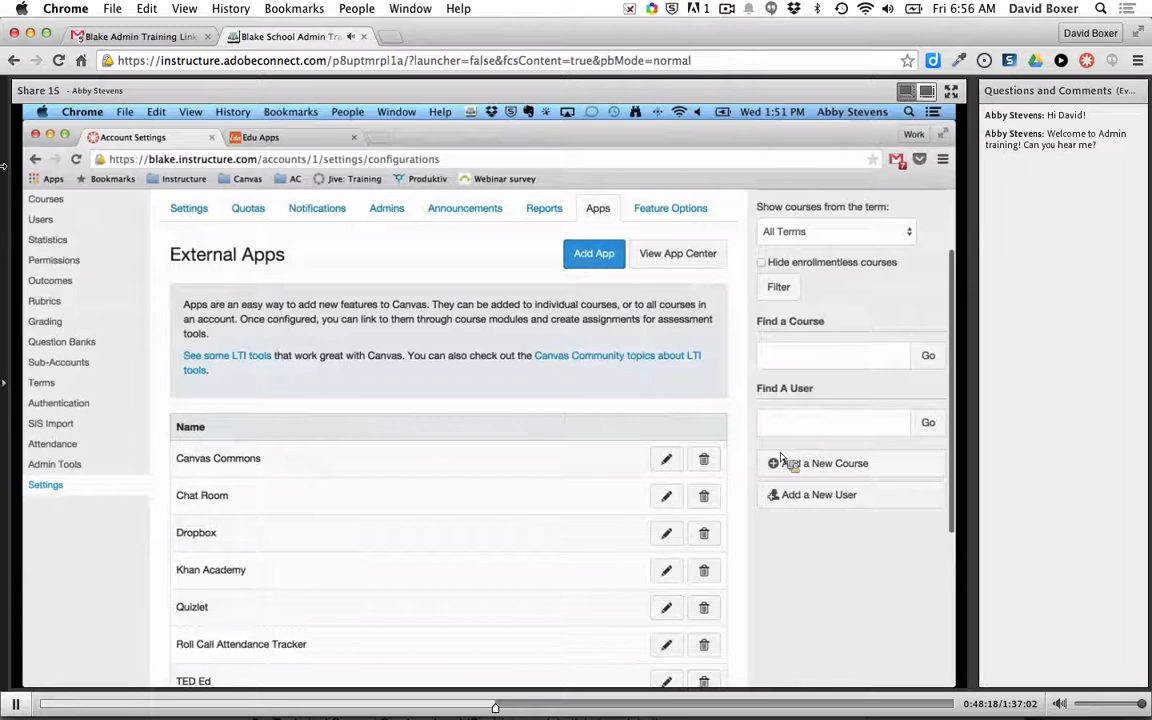 Chrome File Edit View History Bookmarks People Window Help 1 Fri 6:56 AM David Boxer
Blake Admin Training Link Blake School Admin Tra David Boxer
https://instructure.adobeconnect.com/p8uptmrpl1a/?launcher=false&fcsContent=true&pbMode=normal
Share 15 - Abby Stevens
Questions and Comments (Ev...
Chrome File Edit View History Bookmarks People Window Help Wed 1:51 PM Abby Stevens
Abby Stevens: Hi David!
Abby Stevens: Welcome to Admin
training! Can you hear me?
Account Settings Edu Apps Work
https://blake.instructure.com/accounts/1/settings/configurations
Apps Bookmarks Instructure Canvas AC Jive: Training Produktiv Webinar survey
Courses
Users
Statistics
Permissions
Outcomes
Rubrics
Grading
Question Banks
Sub-Accounts
Terms
Authentication
SIS Import
Attendance
Admin Tools
Settings
Settings Quotas Notifications Admins Announcements Reports Apps Feature Options
External Apps
Add App View App Center
Apps are an easy way to add new features to Canvas. They can be added to individual courses, or to all courses in
an account. Once configured, you can link to them through course modules and create assignments for assessment
tools.
See some LTI tools that work great with Canvas. You can also check out the Canvas Community topics about LTI
tools.
Name
Canvas Commons
Chat Room
Dropbox
Khan Academy
Quizlet
Roll Call Attendance Tracker
TED Ed
Show courses from the term:
All Terms
Hide enrollmentless courses
Filter
Find a Course
Go
Find A User
Go
Add a New Course
Add a New User
0:48:18/1:37:02